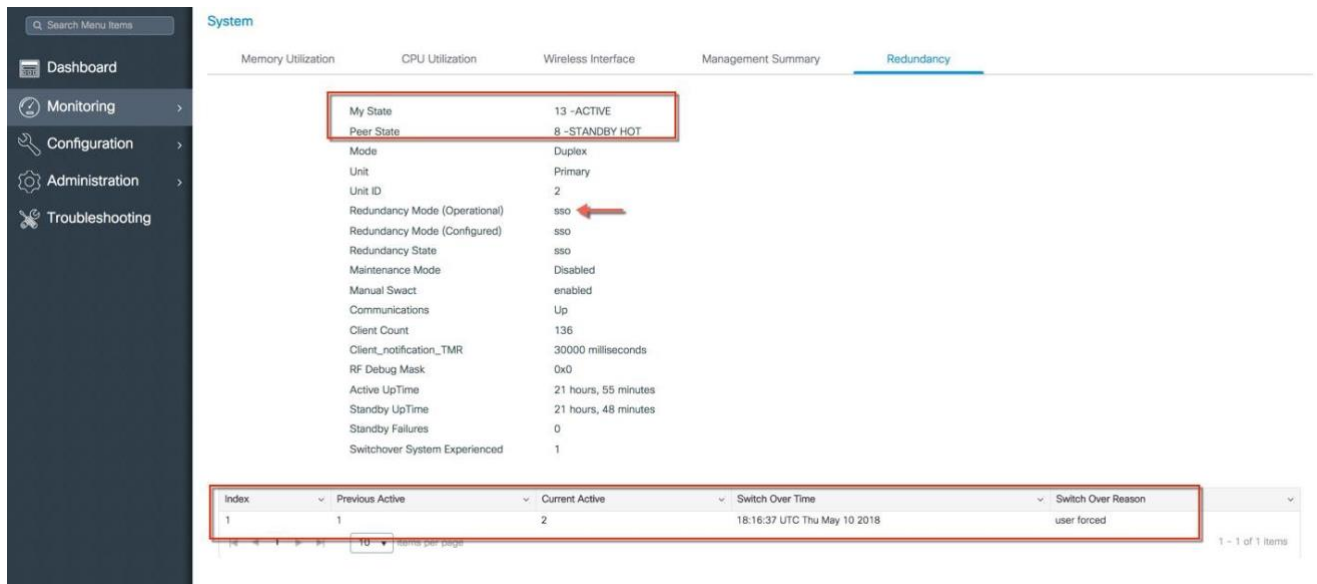 Search Menu Items
Dashboard
Monitoring
Configuration
Administration
Troubleshooting
System
Memory Utilization CPU Utilization Wireless Interface Management Summary Redundancy
My State 13 -ACTIVE
Peer State 8 -STANDBY HOT
Mode Duplex
Unit Primary
Unit ID 2
Redundancy Mode (Operational) sso
Redundancy Mode (Configured) sso
Redundancy State sso
Maintenance Mode Disabled
Manual Swact enabled
Communications Up
Client Count 136
Client_notification_TMR 30000 milliseconds
RF Debug Mask 0x0
Active UpTime 21 hours, 55 minutes
Standby UpTime 21 hours, 48 minutes
Standby Failures 0
Switchover System Experienced 1
Index Previous Active Current Active Switch Over Time Switch Over Reason
1 1 2 18:16:37 UTC Thu May 10 2018 user forced
1 10 items per page 1 - 1 of 1 items